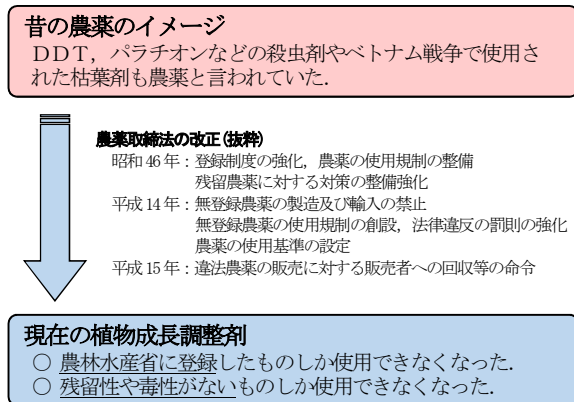 昔の農薬のイメージ
ＤＤＴ，パラチオンなどの殺虫剤やベトナム戦争で使用さ
れた枯葉剤も農薬と言われていた．
農薬取締法の改正（抜粋）
昭和 46 年：登録制度の強化，農薬の使用規制の整備
残留農薬に対する対策の整備強化
平成 14 年：無登録農薬の製造及び輸入の禁止
無登録農薬の使用規制の創設，法律違反の罰則の強化
農薬の使用基準の設定
平成 15 年：違法農薬の販売に対する販売者への回収等の命令
現在の植物成長調整剤
○ 農林水産省に登録したものしか使用できなくなった．
○ 残留性や毒性がないものしか使用できなくなった．